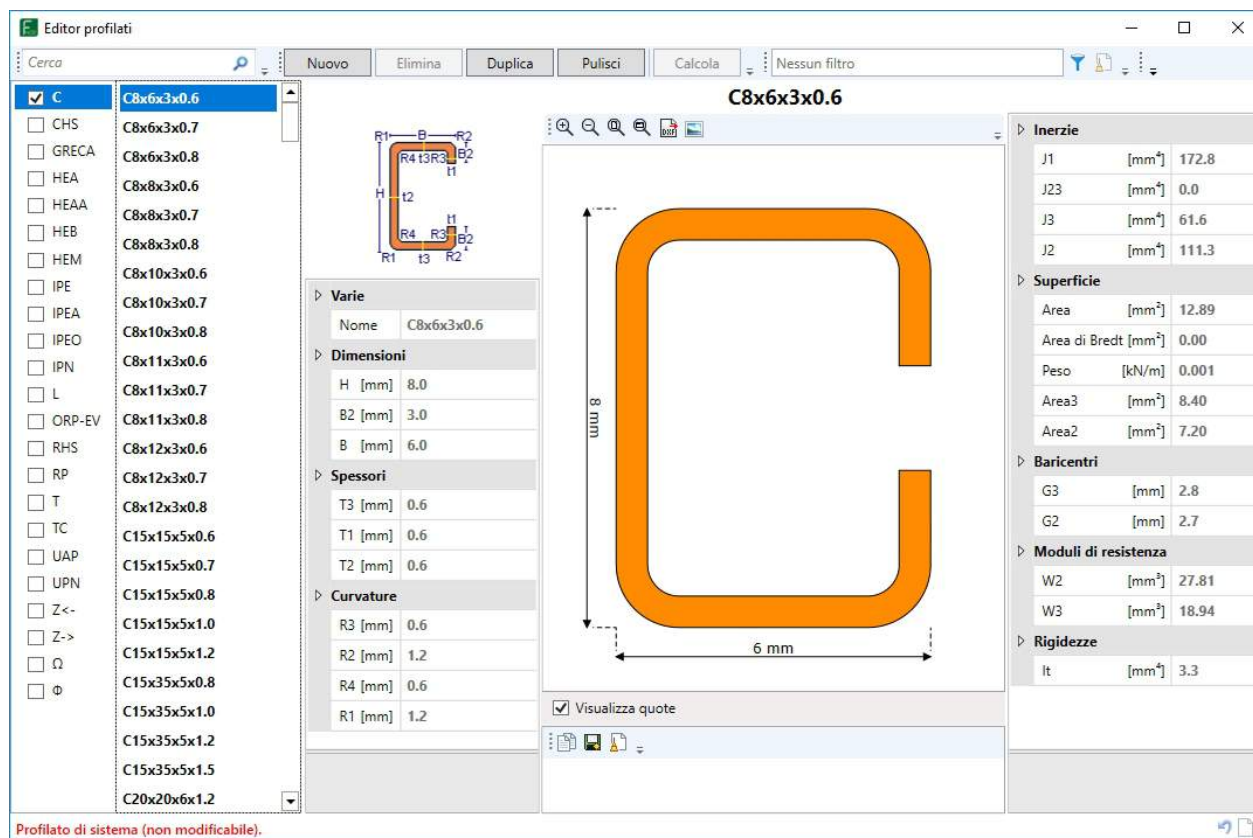 Editor profilati
Cerca
Nuovo
Elimina
Duplica
Pulisci
Calcola
Nessun filtro
C
CHS
GRECA
HEA
HEAA
HEB
HEM
IPE
IPEA
IPEO
IPN
L
ORP-EV
RHS
RP
T
TC
UAP
UPN
Z<-
Z->
Ω
Φ
C8x6x3x0.6
C8x6x3x0.7
C8x6x3x0.8
C8x8x3x0.6
C8x8x3x0.7
C8x8x3x0.8
C8x10x3x0.6
C8x10x3x0.7
C8x10x3x0.8
C8x11x3x0.6
C8x11x3x0.7
C8x11x3x0.8
C8x12x3x0.6
C8x12x3x0.7
C8x12x3x0.8
C15x15x5x0.6
C15x15x5x0.7
C15x15x5x0.8
C15x15x5x1.0
C15x15x5x1.2
C15x35x5x0.8
C15x35x5x1.0
C15x35x5x1.2
C15x35x5x1.5
C20x20x6x1.2
C8x6x3x0.6
R1 B R2
R4 t3 R3 B2
t1
H t2
t1
R4 R3 B2
R1 t3 R2
Varie
Nome C8x6x3x0.6
Dimensioni
H [mm] 8.0
B2 [mm] 3.0
B [mm] 6.0
Spessori
T3 [mm] 0.6
T1 [mm] 0.6
T2 [mm] 0.6
Curvature
R3 [mm] 0.6
R2 [mm] 1.2
R4 [mm] 0.6
R1 [mm] 1.2
DXF
8 mm
6 mm
Visualizza quote
Inerzie
J1 [mm⁴] 172.8
J23 [mm⁴] 0.0
J3 [mm⁴] 61.6
J2 [mm⁴] 111.3
Superficie
Area [mm²] 12.89
Area di Bredt [mm²] 0.00
Peso [kN/m] 0.001
Area3 [mm²] 8.40
Area2 [mm²] 7.20
Baricentri
G3 [mm] 2.8
G2 [mm] 2.7
Moduli di resistenza
W2 [mm³] 27.81
W3 [mm³] 18.94
Rigidezze
It [mm⁴] 3.3
Profilato di sistema (non modificabile).